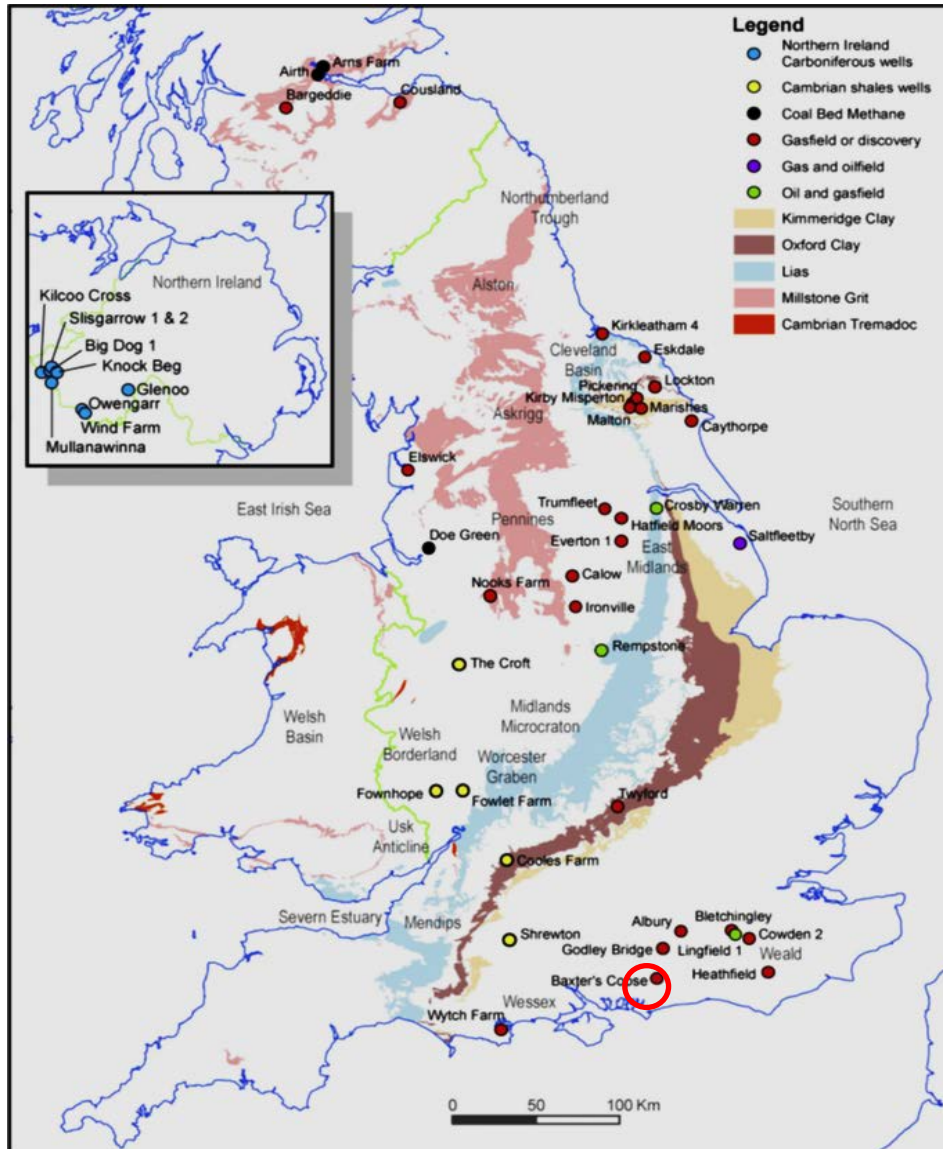 Legend
Northern Ireland
Carboniferous wells
Cambrian shales wells
Coal Bed Methane
Gasfield or discovery
Gas and oilfield
Oil and gasfield
Kimmeridge Clay
Oxford Clay
Lias
Millstone Grit
Cambrian Tremadoc
Arns Farm
Airth
Bargeddie
Cousland
Northumberland
Trough
Alston
Northern Ireland
Kilcoo Cross
Slisgarrow 1 & 2
Big Dog 1
Knock Beg
Glenoo
Owengarr
Wind Farm
Mullanawinna
Kirkleatham 4
Cleveland
Basin
Eskdale
Lockton
Pickering
Kirby Misperton
Marishes
Malton
Caythorpe
Askrigg
Elswick
East Irish Sea
Trumfleet
Crosby Warren
Southern
North Sea
Pennines
Hatfield Moors
Doe Green
Everton 1
East
Midlands
Saltfleetby
Calow
Nooks Farm
Ironville
Rempstone
The Croft
Midlands
Microcraton
Welsh
Basin
Welsh
Borderland
Worcester
Graben
Fownhope
Fowlet Farm
Twyford
Usk
Anticline
Cooles Farm
Severn Estuary
Mendips
Shrewton
Albury
Bletchingley
Cowden 2
Godley Bridge
Lingfield 1
Weald
Baxter's Copse
Heathfield
Wessex
Wytch Farm
0 50 100 Km